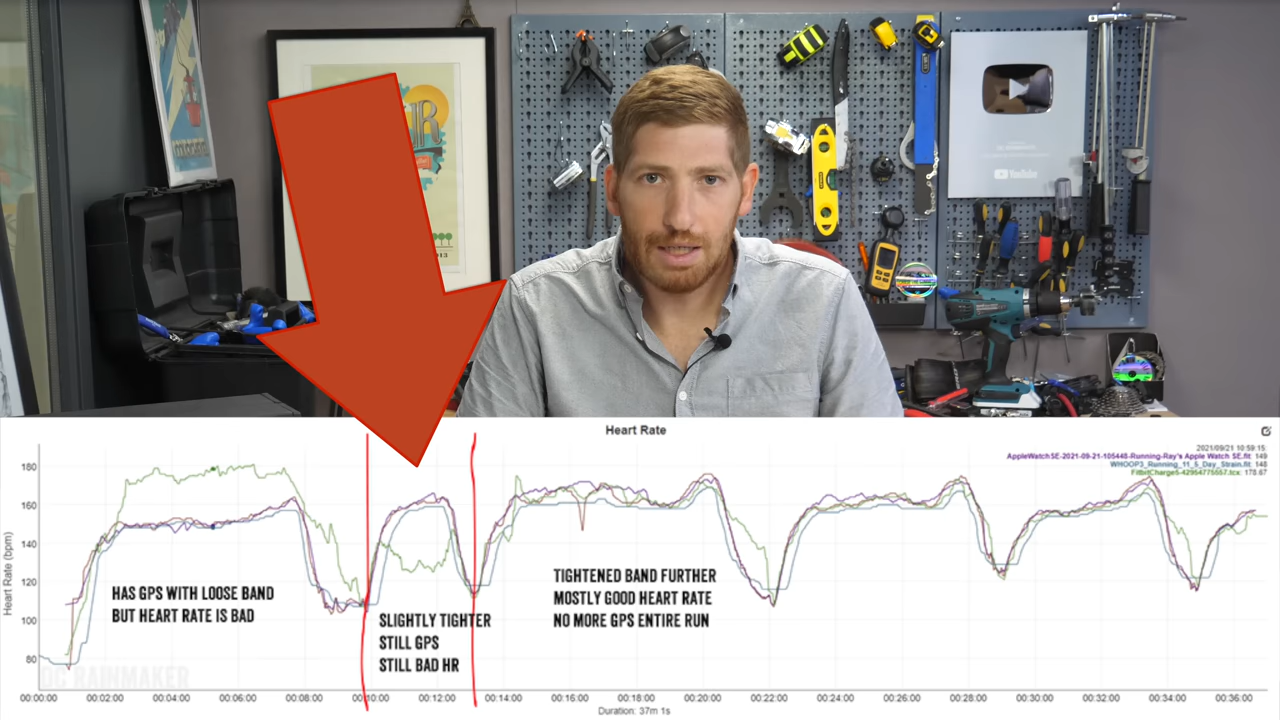 R
2013
DC RAINMAKER
YouTube
Heart Rate
2021/09/21 10:59:15:
AppleWatchSE-2021-09-21-105448-Running-Ray's Apple Watch SE.fit: 149
WHOOP3_Running_11_5_Day_Strain.fit: 148
FitbitCharge5-42954775557.tcx: 178.67
Heart Rate (bpm)
180
160
140
120
100
80
HAS GPS WITH LOOSE BAND
BUT HEART RATE IS BAD
SLIGHTLY TIGHTER
STILL GPS
STILL BAD HR
TIGHTENED BAND FURTHER
MOSTLY GOOD HEART RATE
NO MORE GPS ENTIRE RUN
DC RAINMAKER
00:00:00 00:02:00 00:04:00 00:06:00 00:08:00 00:10:00 00:12:00 00:14:00 00:16:00 00:18:00 00:20:00 00:22:00 00:24:00 00:26:00 00:28:00 00:30:00 00:32:00 00:34:00 00:36:00
Duration: 37m 1s